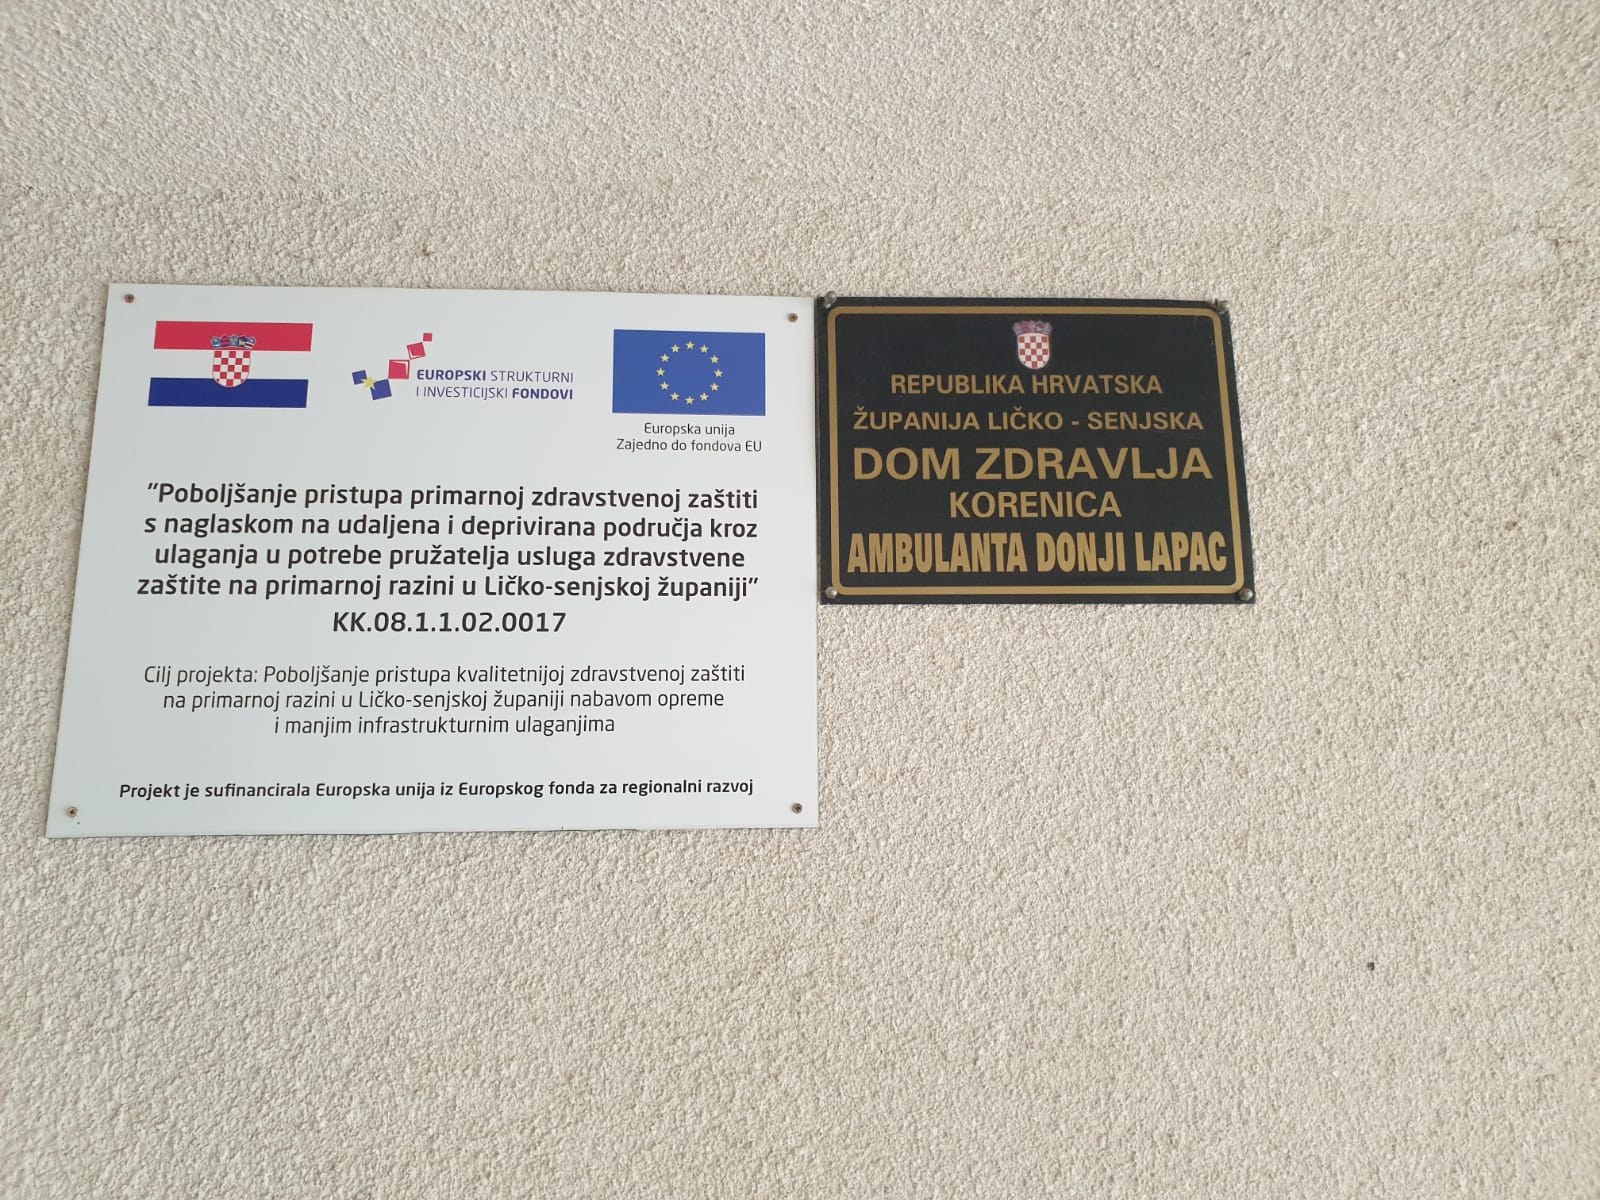 EUROPSKI STRUKTURNI
I INVESTICIJSKI FONDOVI
Europska unija
Zajedno do fondova EU
"Poboljšanje pristupa primarnoj zdravstvenoj zaštiti
s naglaskom na udaljena i deprivirana područja kroz
ulaganja u potrebe pružatelja usluga zdravstvene
zaštite na primarnoj razini u Ličko-senjskoj županiji"
KK.08.1.1.02.0017
Cilj projekta: Poboljšanje pristupa kvalitetnijoj zdravstvenoj zaštiti
na primarnoj razini u Ličko-senjskoj županiji nabavom opreme
i manjim infrastrukturnim ulaganjima
Projekt je sufinancirala Europska unija iz Europskog fonda za regionalni razvoj
REPUBLIKA HRVATSKA
ŽUPANIJA LIČKO - SENJSKA
DOM ZDRAVLJA
KORENICA
AMBULANTA DONJI LAPAC